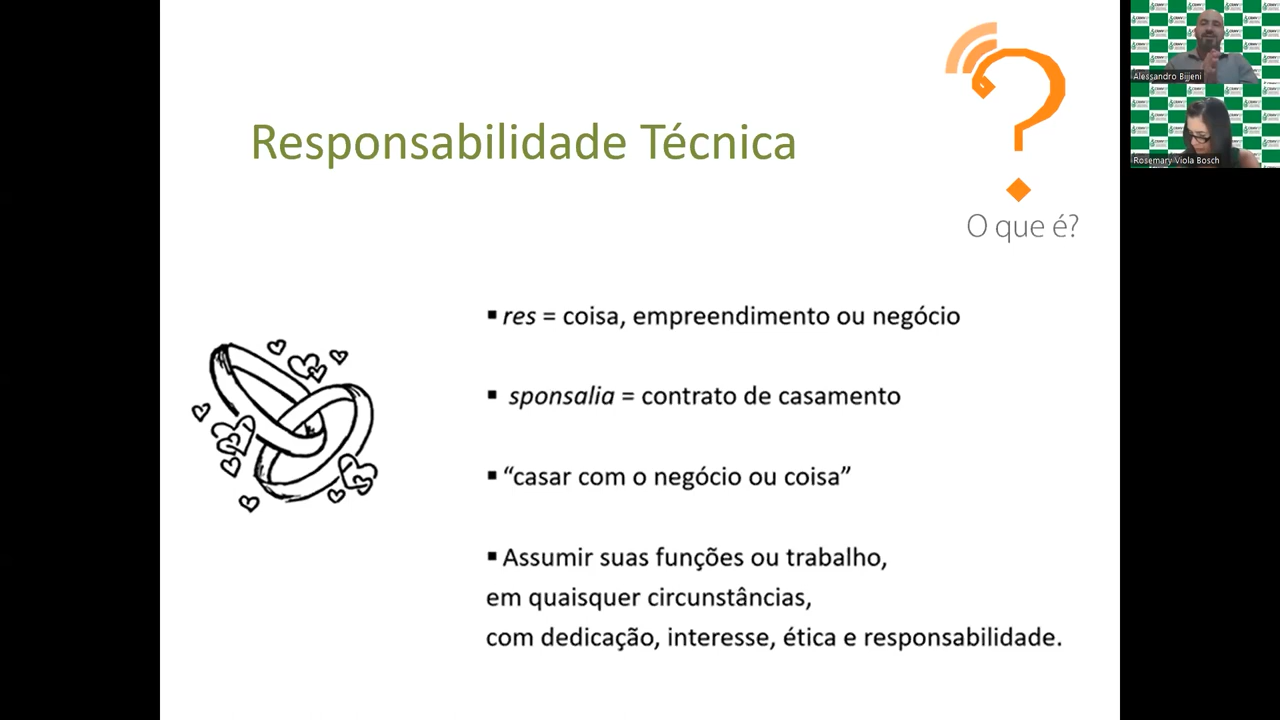 Responsabilidade Técnica
?
O que é?
▪ res = coisa, empreendimento ou negócio
▪ sponsalia = contrato de casamento
▪ “casar com o negócio ou coisa”
▪ Assumir suas funções ou trabalho,
em quaisquer circunstâncias,
com dedicação, interesse, ética e responsabilidade.
Alessandro Bijjeni
Rosemary Viola Bosch